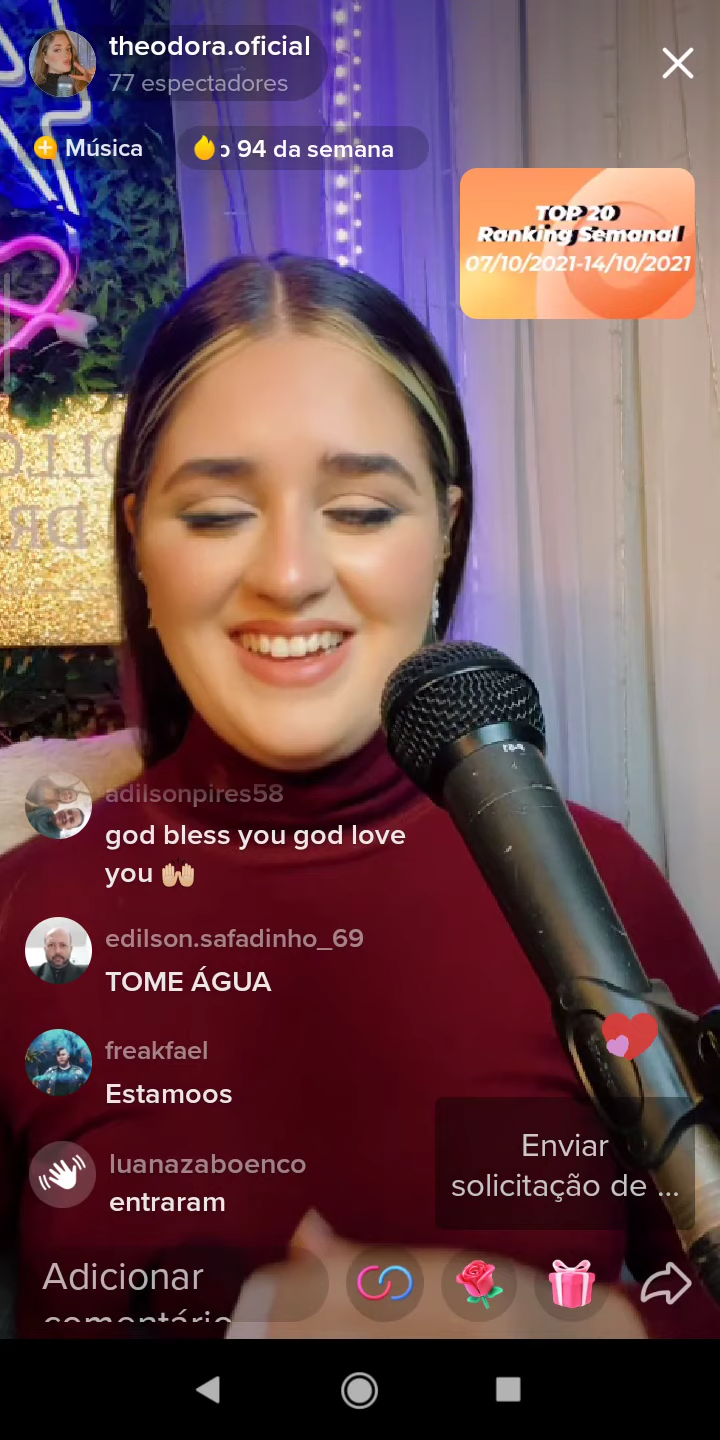 theodora.oficial
77 espectadores
Música
94 da semana
TOP 20
Ranking Semanal
07/10/2021-14/10/2021
adilsonpires58
god bless you god love
you 🙌🏼
edilson.safadinho_69
TOME ÁGUA
freakfael
Estamoos
luanazaboenco
entraram
Enviar
solicitação de ...
Adicionar
comentário